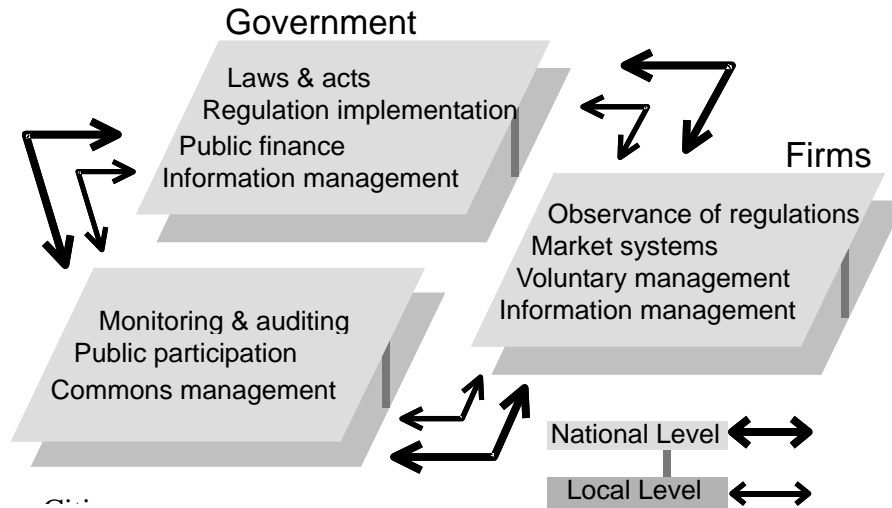 Government
Laws & acts
Regulation implementation
Public finance
Information management
Firms
Observance of regulations
Market systems
Voluntary management
Information management
Monitoring & auditing
Public participation
Commons management
National Level
Local Level